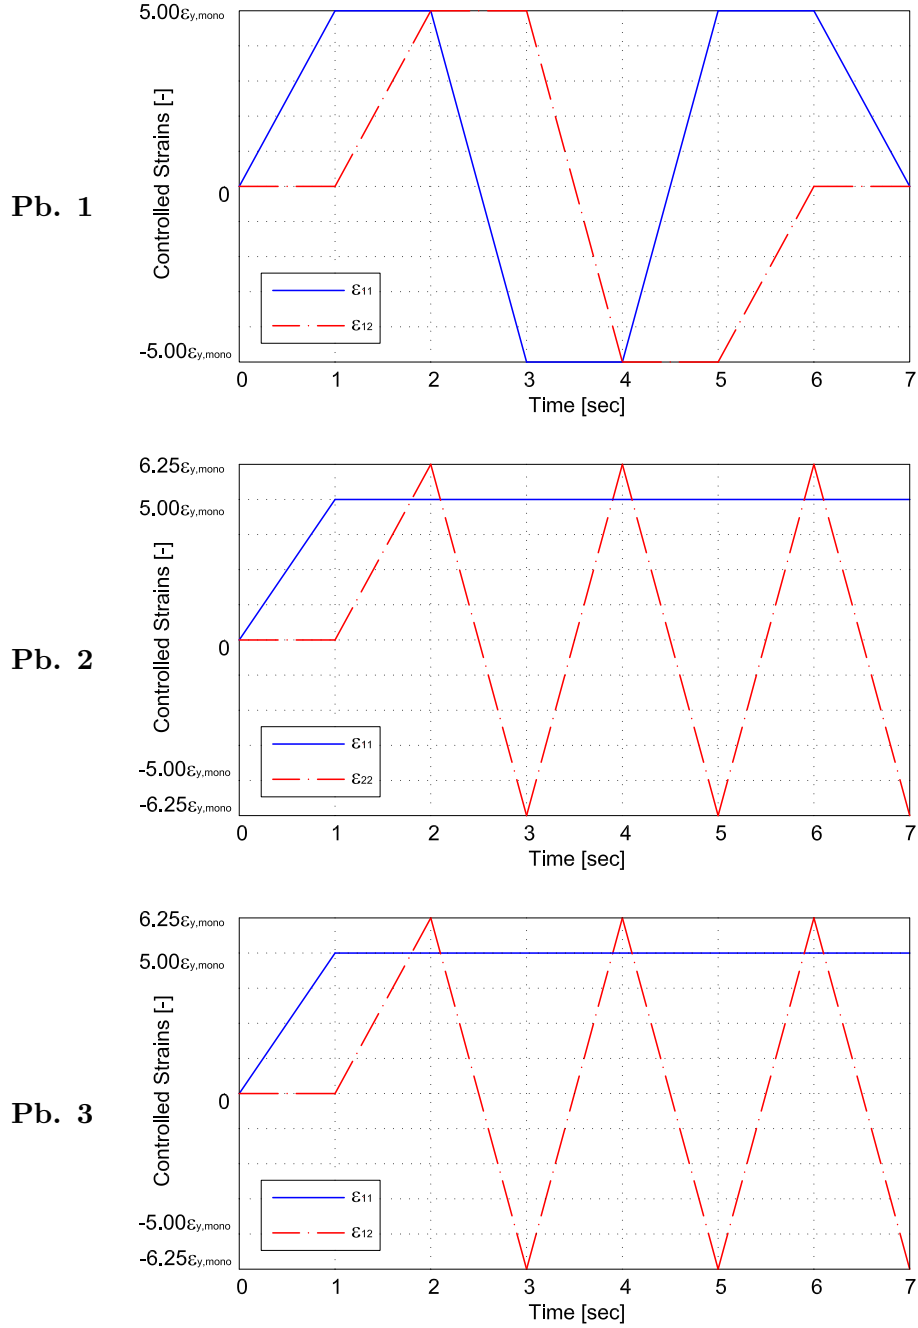 Pb. 1
Controlled Strains [-]
5.00εy,mono
0
-5.00εy,mono
ε11
ε12
0 1 2 3 4 5 6 7
Time [sec]
Pb. 2
Controlled Strains [-]
6.25εy,mono
5.00εy,mono
0
-5.00εy,mono
-6.25εy,mono
ε11
ε22
0 1 2 3 4 5 6 7
Time [sec]
Pb. 3
Controlled Strains [-]
6.25εy,mono
5.00εy,mono
0
-5.00εy,mono
-6.25εy,mono
ε11
ε12
0 1 2 3 4 5 6 7
Time [sec]